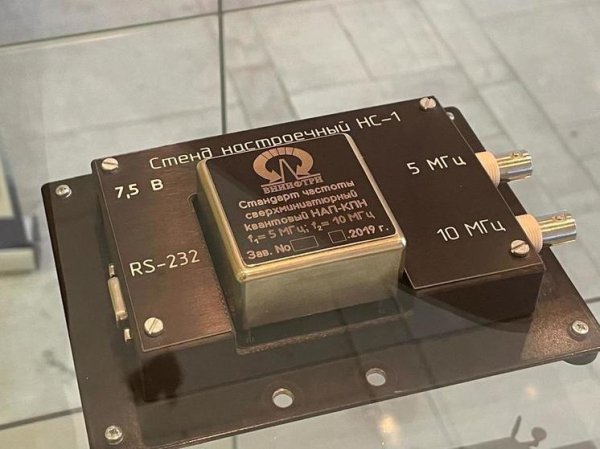 Стенд настроечный НС-1
7,5 В
RS-232
ВНИИФТРИ
Стандарт частоты
сверхминиатюрный
квантовый НАП-КПН
f₁= 5 МГц; f₂= 10 МГц
Зав. No .2019 г.
5 МГц
10 МГц